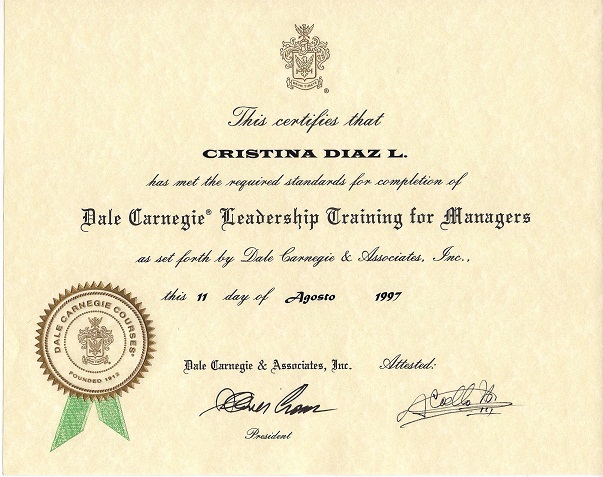 This certifies that
CRISTINA DIAZ L.
has met the required standards for completion of
Dale Carnegie® Leadership Training for Managers
as set forth by Dale Carnegie & Associates, Inc.,
this 11 day of Agosto 1997
DALE CARNEGIE COURSES®
FOUNDED 1912
Dale Carnegie & Associates, Inc. Attested:
President